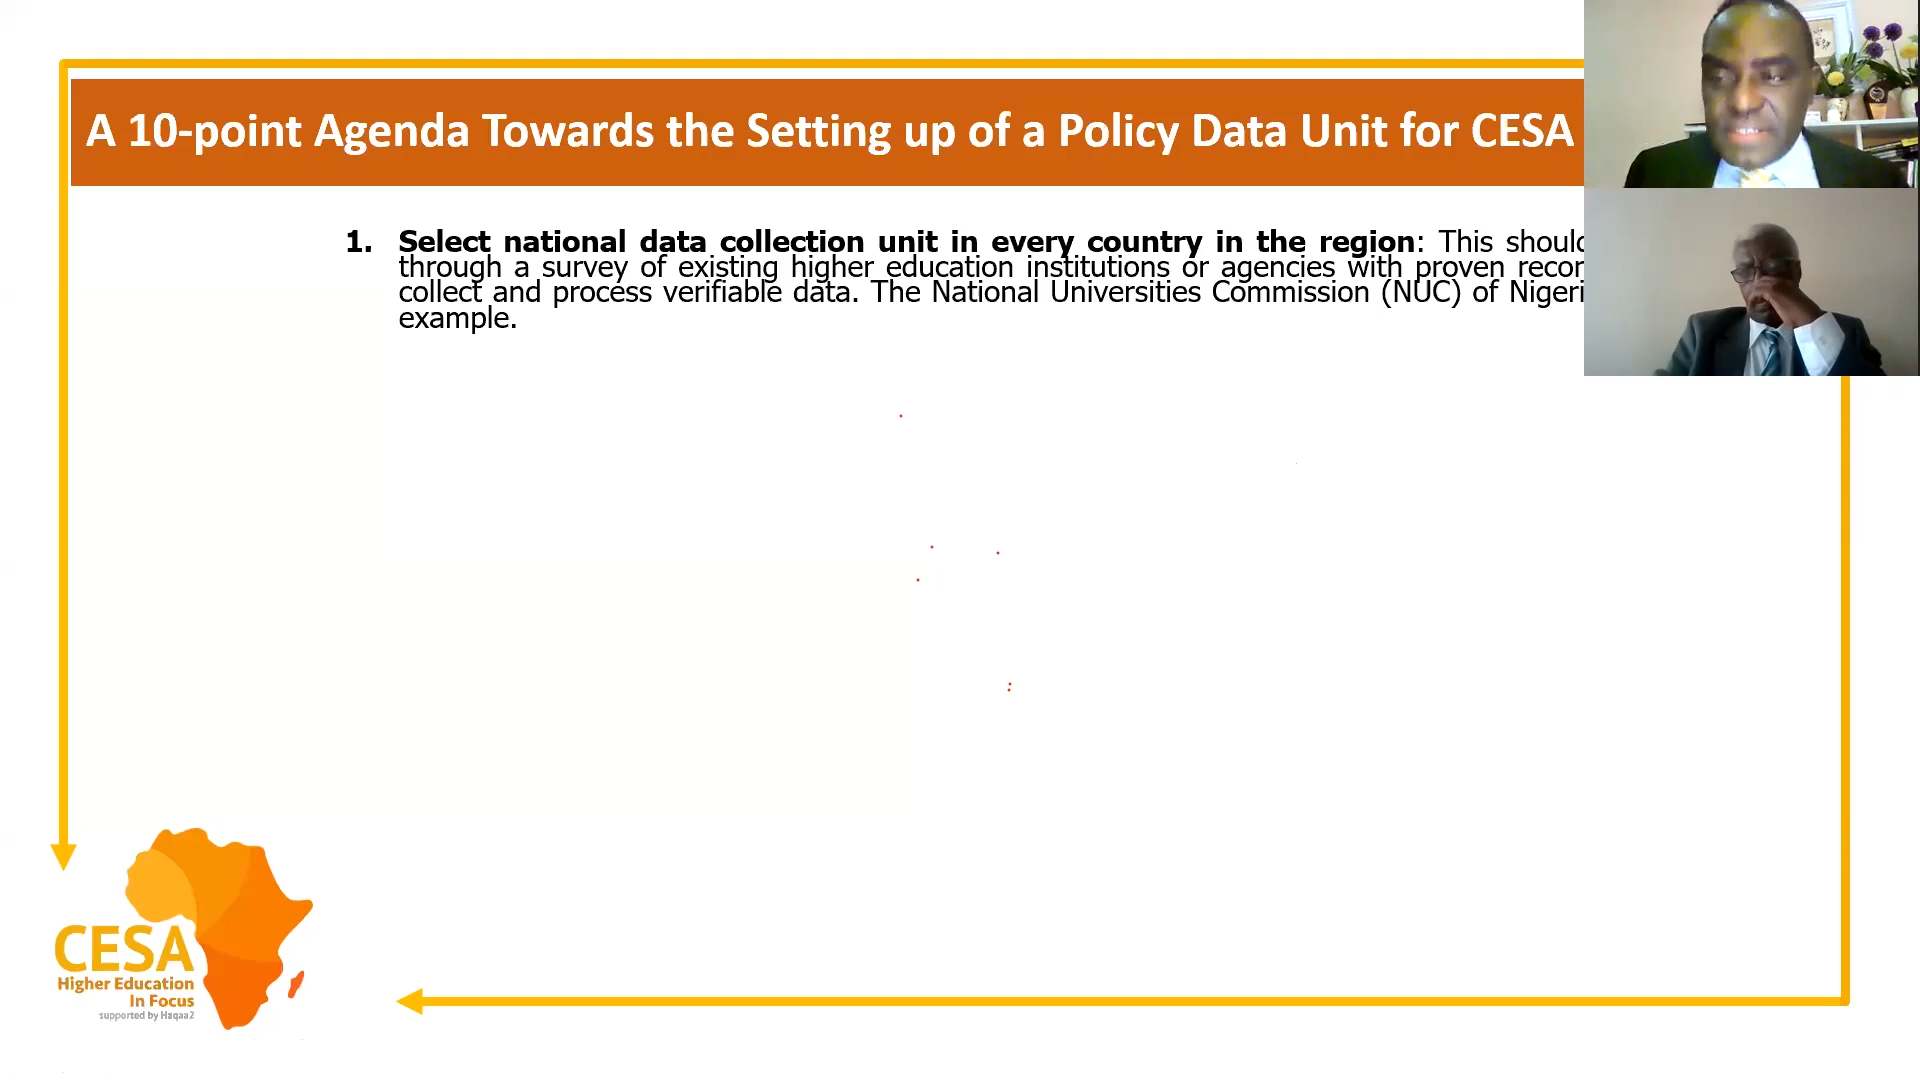 A 10-point Agenda Towards the Setting up of a Policy Data Unit for CESA
1. Select national data collection unit in every country in the region: This should
through a survey of existing higher education institutions or agencies with proven
collect and process verifiable data. The National Universities Commission (NUC) of
example.
CESA
Higher Education
In Focus
supported by Haqaa2